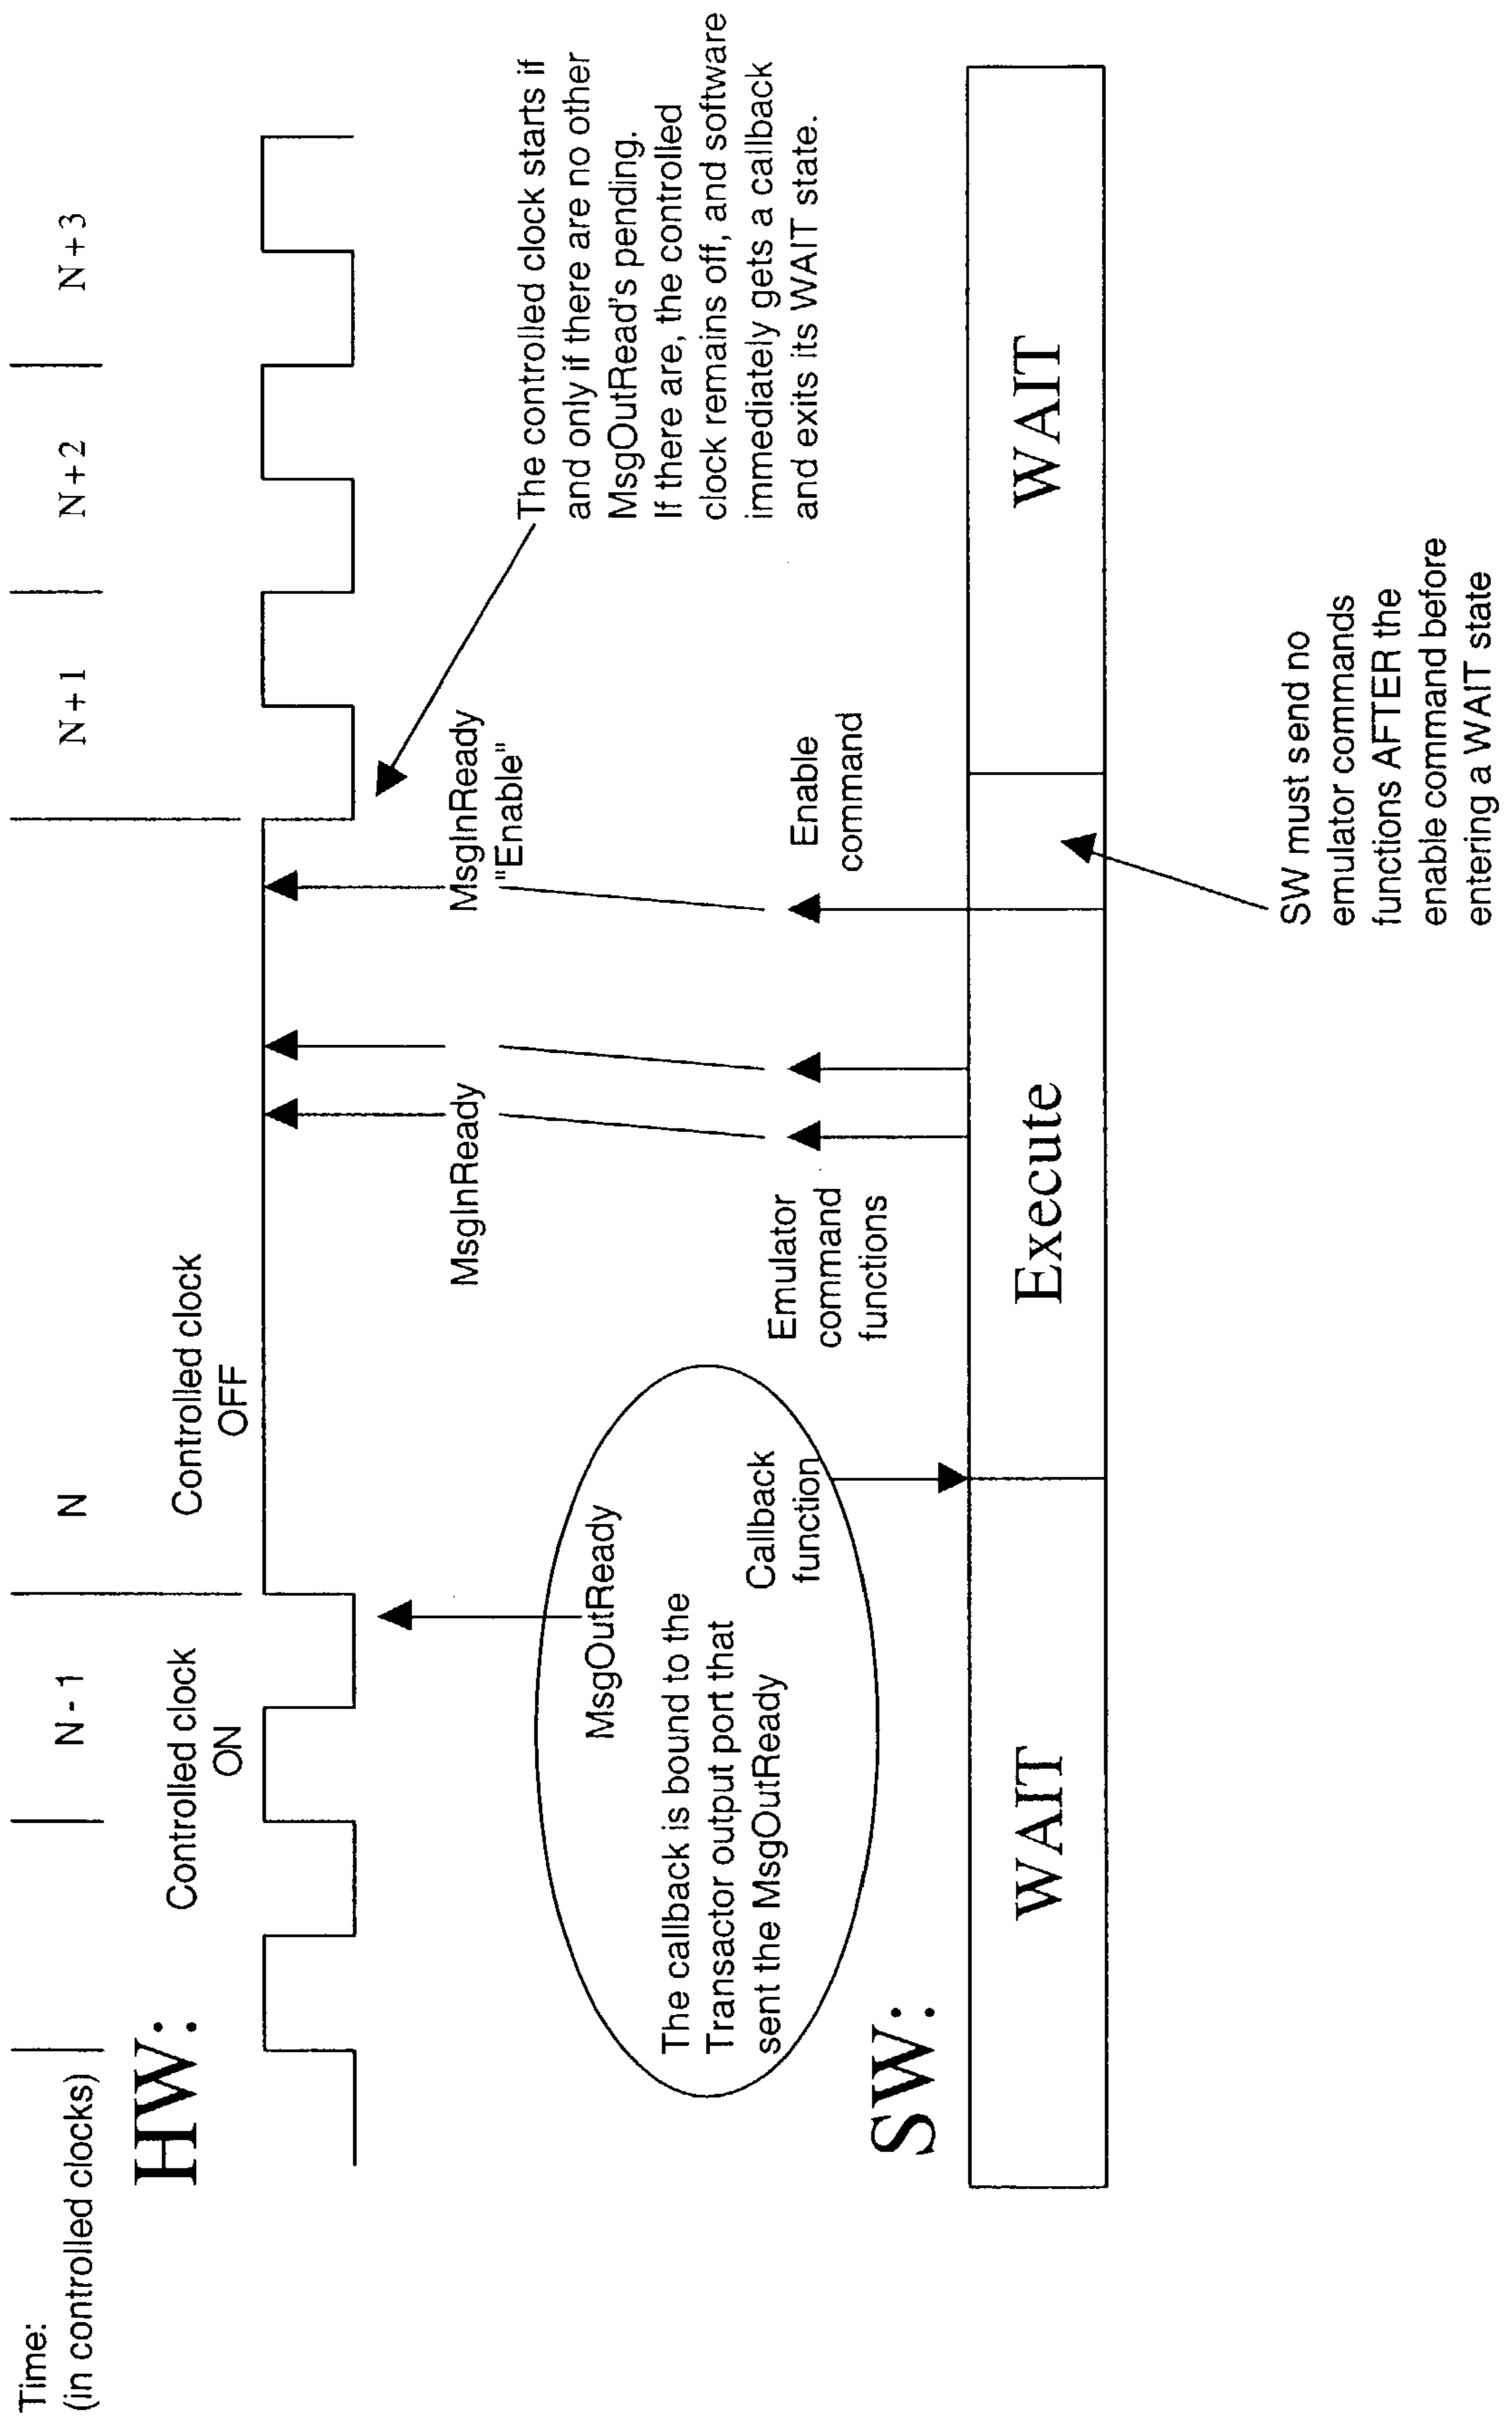 Time:
(in controlled clocks)
N - 1
N
N+1
N+2
N+3
HW:
Controlled clock
ON
Controlled clock
OFF
MsgOutReady
The callback is bound to the
Transactor output port that
sent the MsgOutReady
Callback
function
MsgInReady
MsgInReady
"Enable"
The controlled clock starts if
and only if there are no other
MsgOutRead's pending.
If there are, the controlled
clock remains off, and software
immediately gets a callback
and exits its WAIT state.
Emulator
command
functions
Enable
command
SW:
WAIT
Execute
WAIT
SW must send no
emulator commands
functions AFTER the
enable command before
entering a WAIT state